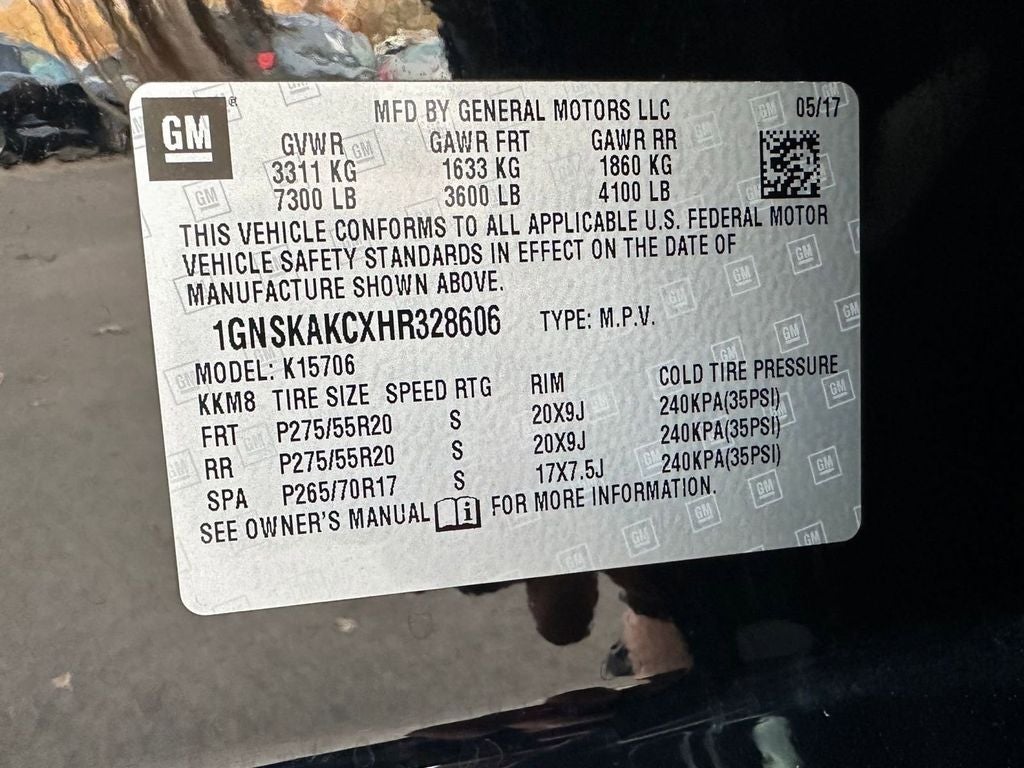 GM ® MFD BY GENERAL MOTORS LLC 05/17
GVWR GAWR FRT GAWR RR
3311 KG 1633 KG 1860 KG
7300 LB 3600 LB 4100 LB
THIS VEHICLE CONFORMS TO ALL APPLICABLE U.S. FEDERAL MOTOR
VEHICLE SAFETY STANDARDS IN EFFECT ON THE DATE OF
MANUFACTURE SHOWN ABOVE.
1GNSKAKCXHR328606 TYPE: M.P.V.
MODEL: K15706
KKM8 TIRE SIZE SPEED RTG RIM COLD TIRE PRESSURE
FRT P275/55R20 S 20X9J 240KPA(35PSI)
RR P275/55R20 S 20X9J 240KPA(35PSI)
SPA P265/70R17 S 17X7.5J 240KPA(35PSI)
SEE OWNER'S MANUAL i FOR MORE INFORMATION.